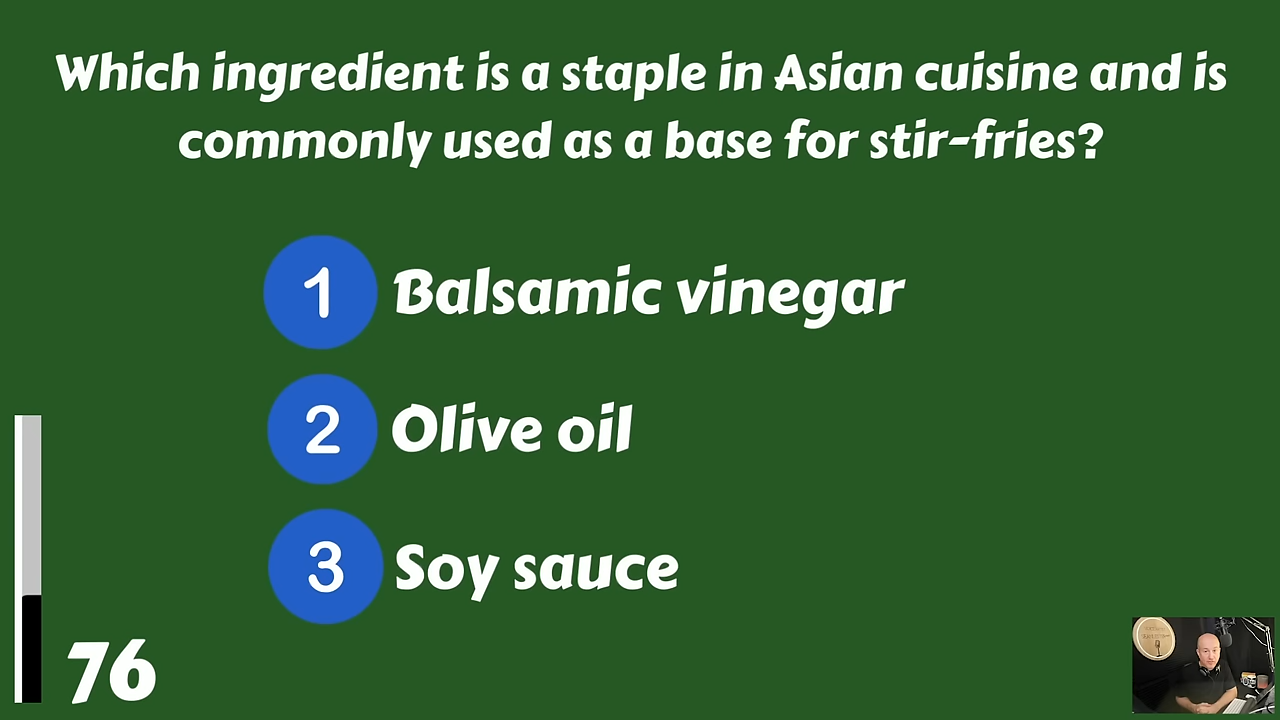 Which ingredient is a staple in Asian cuisine and is
commonly used as a base for stir-fries?
1 Balsamic vinegar
2 Olive oil
3 Soy sauce
76